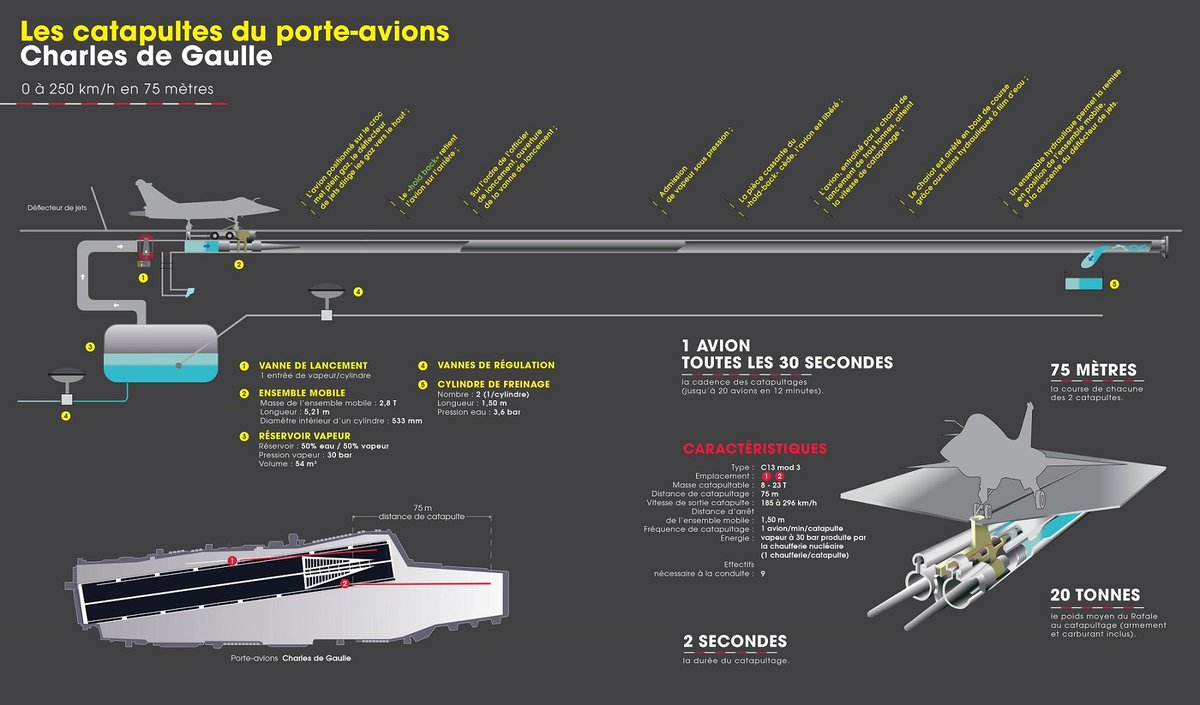 Les catapultes du porte-avions
Charles de Gaulle
0 à 250 km/h en 75 mètres
L'avion positionné sur le croc
met plein gaz, le déflecteur
de jets dirige les gaz vers le haut ;
Le «hold back» retient
l'avion sur l'arrière ;
Sur l'ordre de l'officier
de lancement, ouverture
de la vanne de lancement ;
Admission
de vapeur sous pression ;
La pièce cassante du
«holdback» cède, l'avion est libéré ;
L'avion, entraîné par le chariot de
lancement de trois tonnes, atteint
la vitesse de catapultage ;
Le chariot est arrêté en bout de course
grâce aux freins hydrauliques à film d'eau ;
Un ensemble hydraulique permet la remise
en position de l'ensemble mobile,
et la descente du déflecteur de jets.
Déflecteur de jets
1
2
3
4
4
5
1 VANNE DE LANCEMENT
1 entrée de vapeur/cylindre
2 ENSEMBLE MOBILE
Masse de l'ensemble mobile : 2,8 T
Longueur : 5,21 m
Diamètre intérieur d'un cylindre : 533 mm
3 RÉSERVOIR VAPEUR
Réservoir : 50% eau / 50% vapeur
Pression vapeur : 30 bar
Volume : 54 m³
4 VANNES DE RÉGULATION
5 CYLINDRE DE FREINAGE
Nombre : 2 (1/cylindre)
Longueur : 1,50 m
Pression eau : 3,6 bar
1 AVION
TOUTES LES 30 SECONDES
la cadence des catapultages
(jusqu'à 20 avions en 12 minutes).
75 MÈTRES
la course de chacune
des 2 catapultes.
CARACTÉRISTIQUES
Type : C13 mod 3
Emplacement : 1 2
Masse catapultable : 8 - 23 T
Distance de catapultage : 75 m
Vitesse de sortie catapulte : 185 à 296 km/h
Distance d'arrêt
de l'ensemble mobile : 1,50 m
Fréquence de catapultage : 1 avion/min/catapulte
Energie : vapeur à 30 bar produite par
la chaufferie nucléaire
(1 chaufferie/catapulte)
Effectifs
nécessaire à la conduite : 9
75 m
distance de catapulte
1
2
Porte-avions Charles de Gaulle
2 SECONDES
la durée du catapultage.
20 TONNES
le poids moyen du Rafale
au catapultage (armement
et carburant inclus).